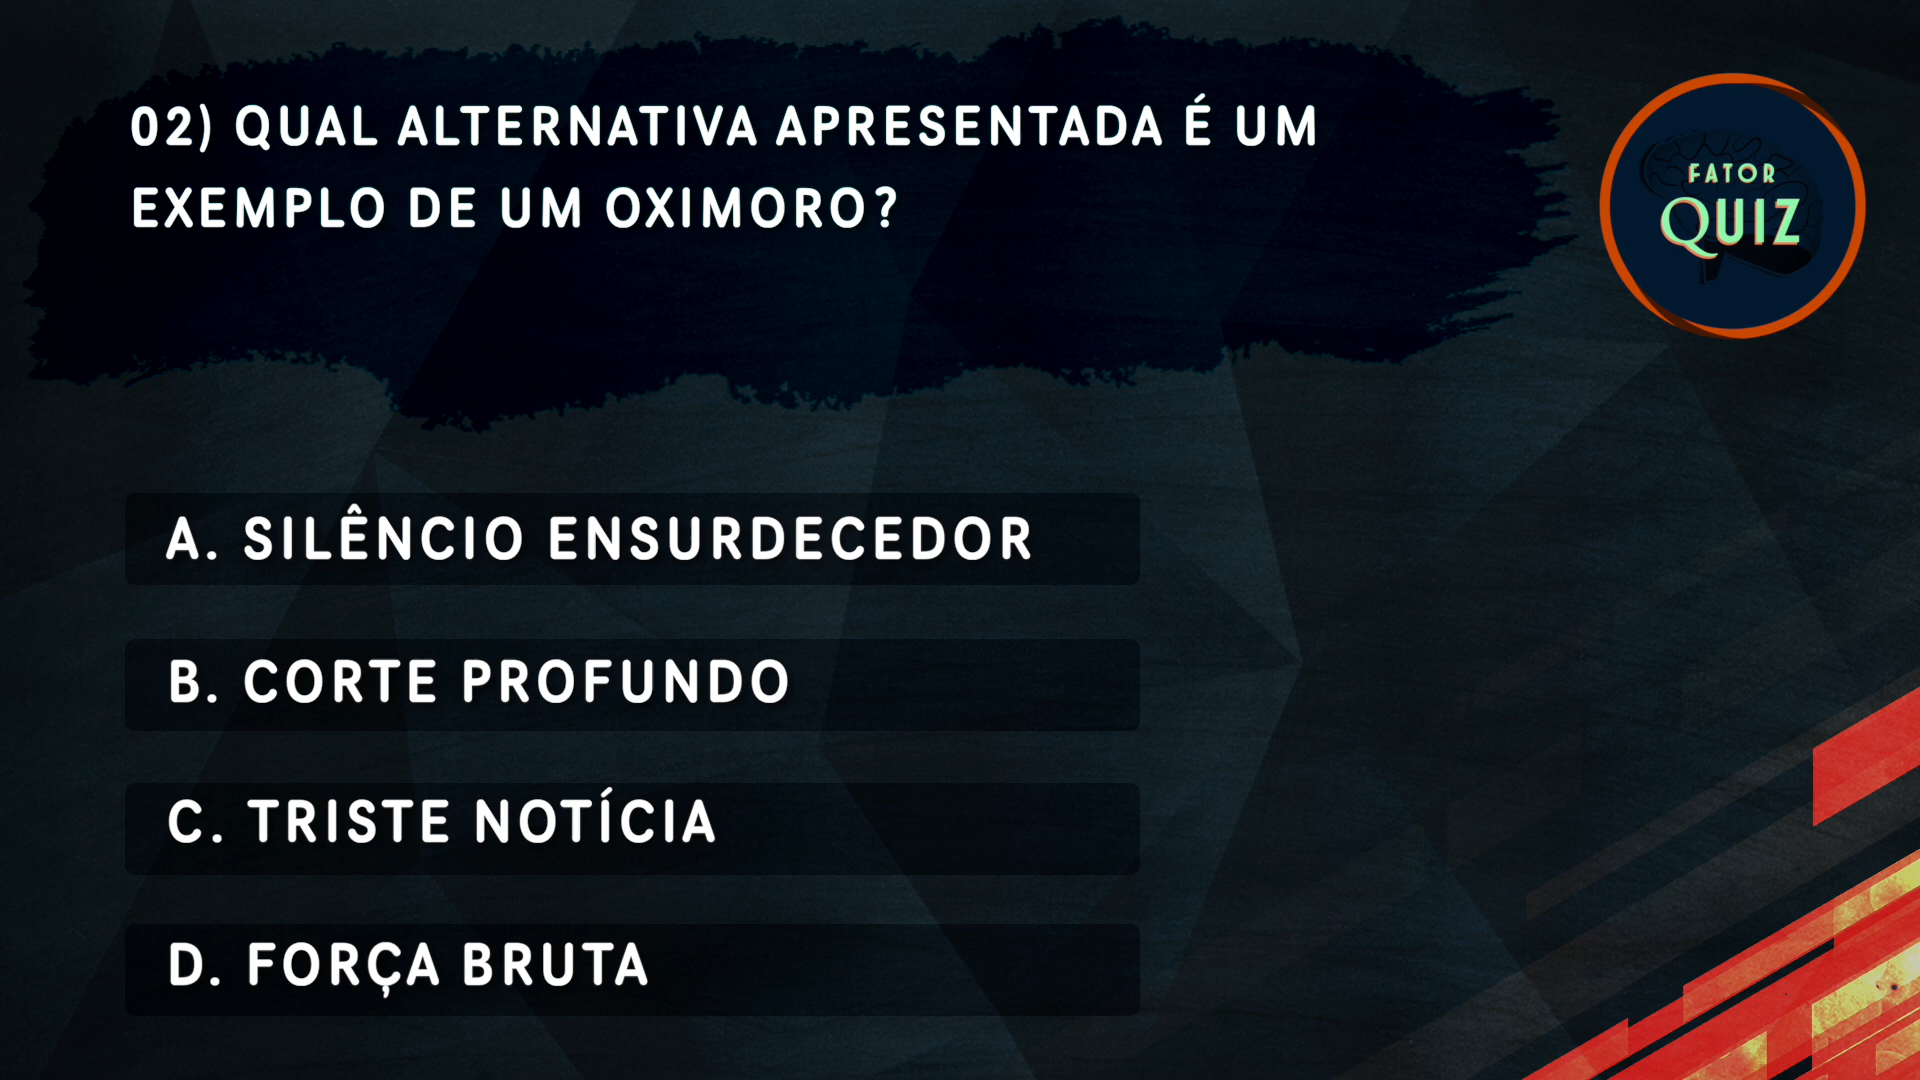 02) QUAL ALTERNATIVA APRESENTADA É UM
EXEMPLO DE UM OXIMORO?
FATOR
QUIZ
A. SILÊNCIO ENSURDECEDOR
B. CORTE PROFUNDO
C. TRISTE NOTÍCIA
D. FORÇA BRUTA